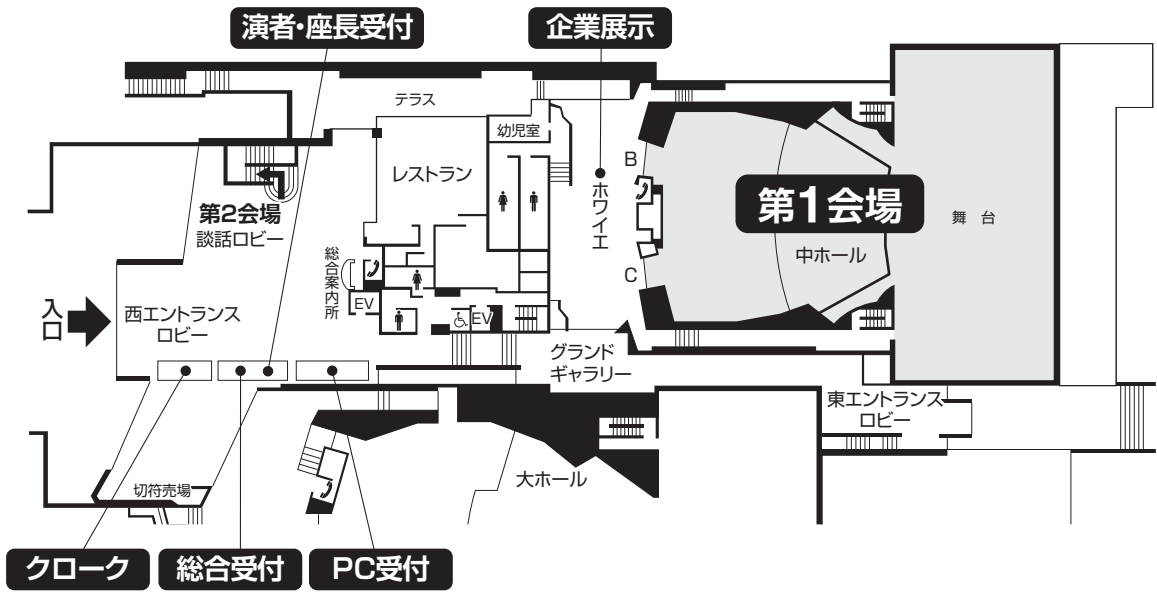 演者・座長受付
企業展示
テラス
幼児室
レストラン
B
ホワイエ
第1会場
舞台
第2会場
談話ロビー
総合案内所
中ホール
C
EV
EV
入口
西エントランス
ロビー
グランド
ギャラリー
東エントランス
ロビー
大ホール
切符売場
クローク
総合受付
PC受付